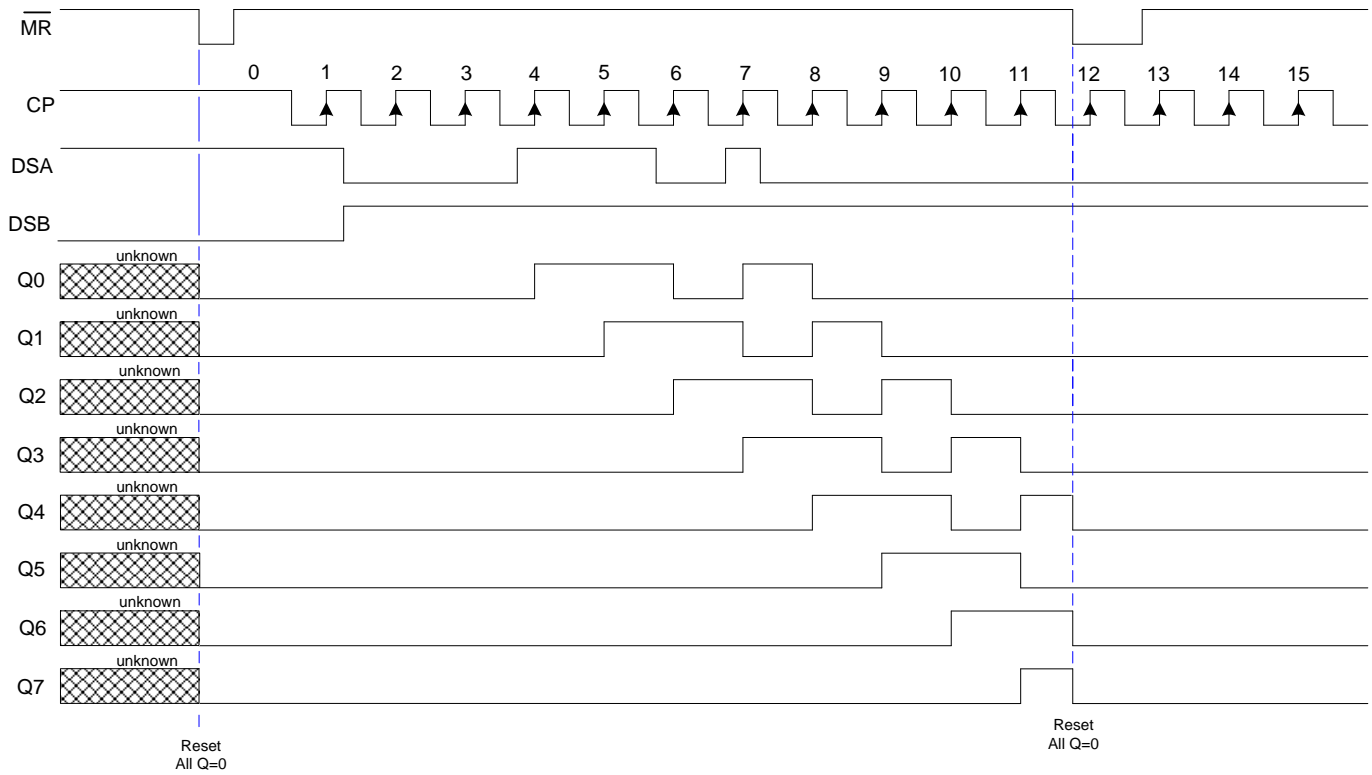 MR
0 1 2 3 4 5 6 7 8 9 10 11 12 13 14 15
CP
DSA
DSB
unknown
Q0
unknown
Q1
unknown
Q2
unknown
Q3
unknown
Q4
unknown
Q5
unknown
Q6
unknown
Q7
Reset
All Q=0
Reset
All Q=0